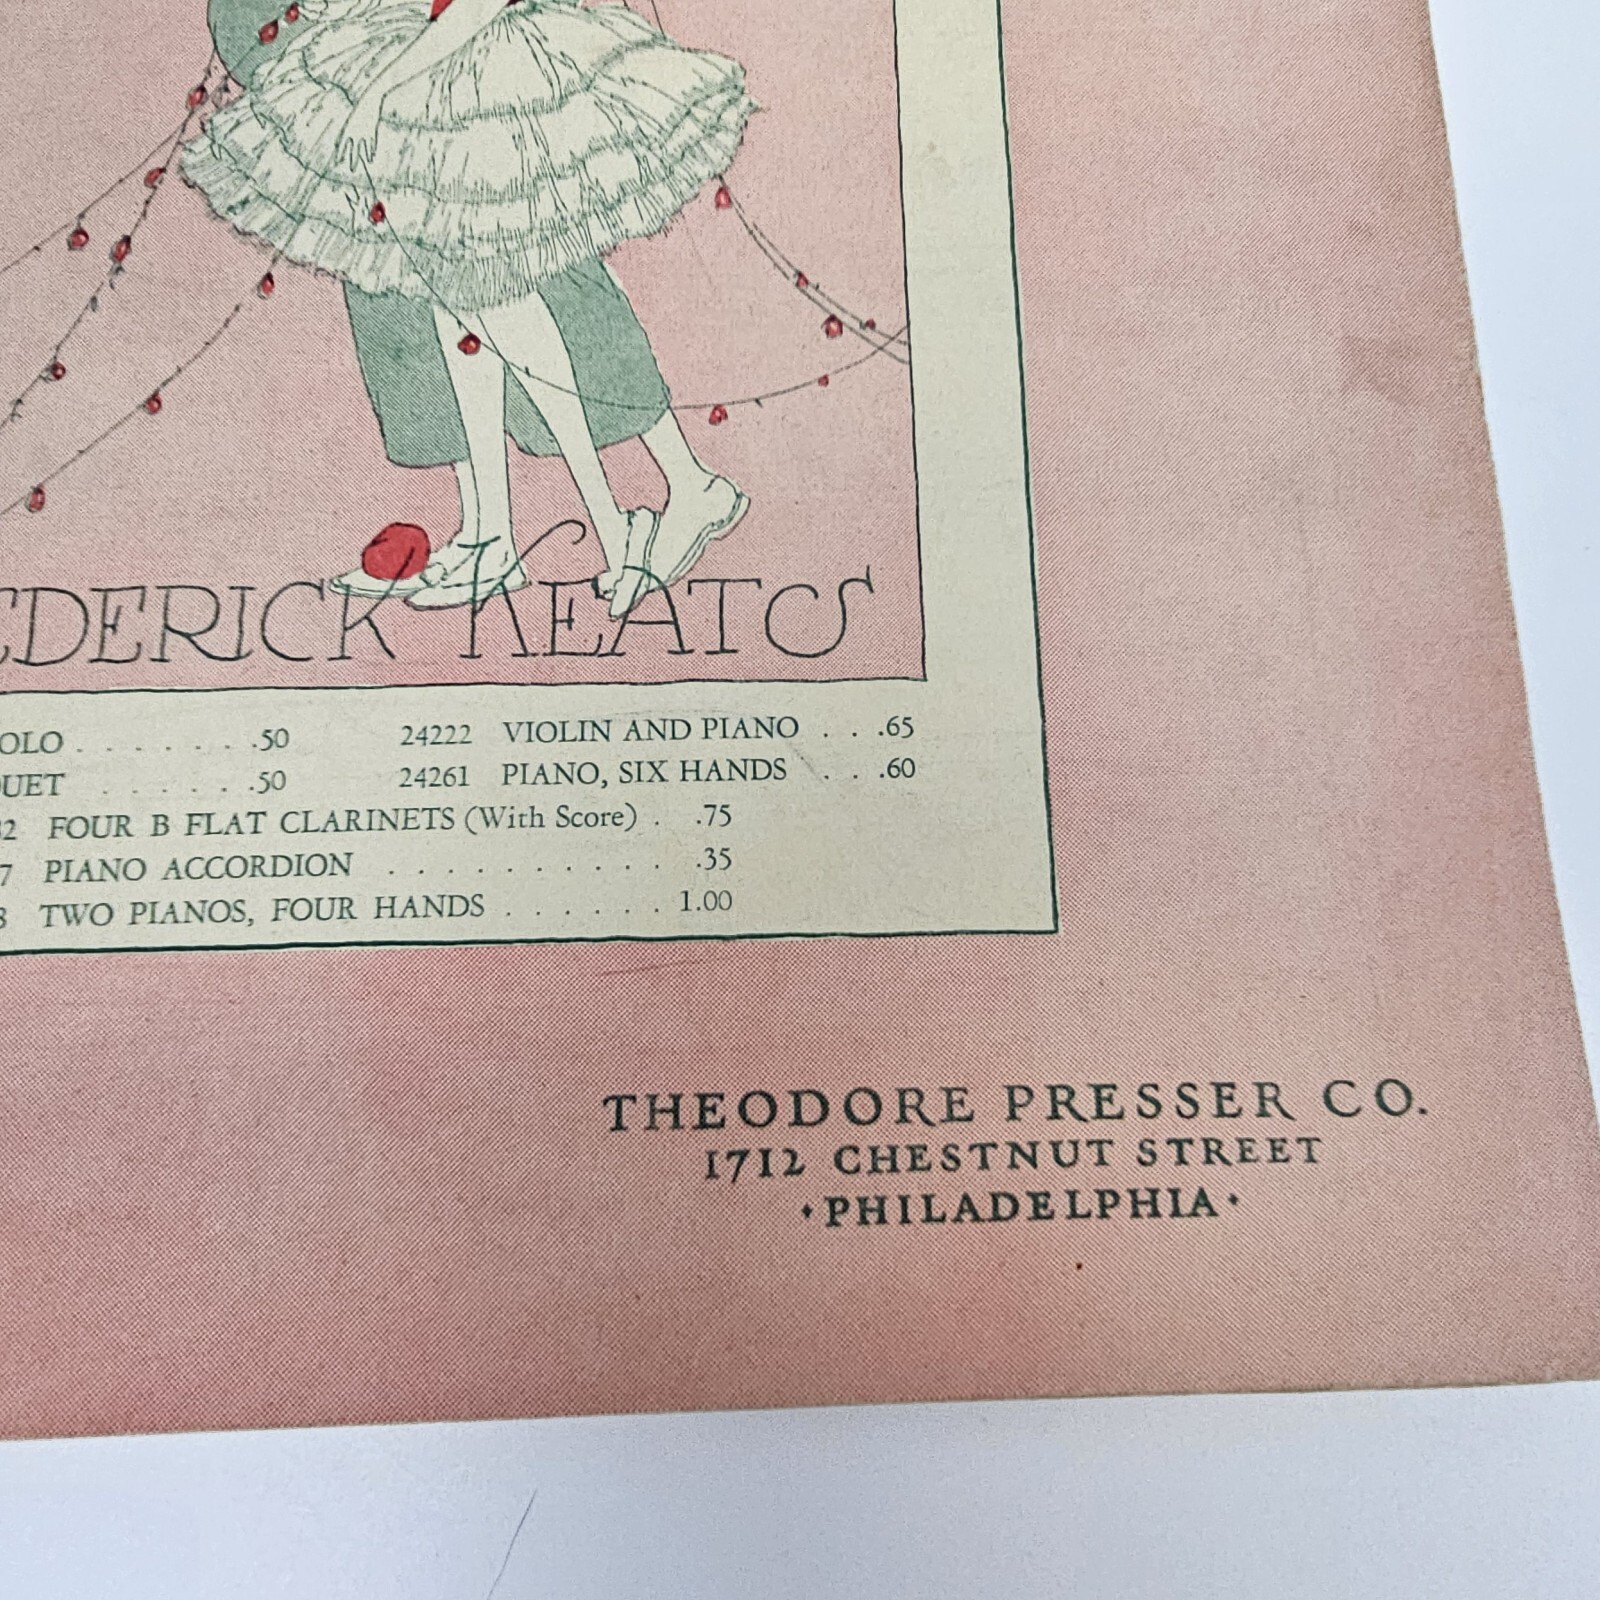 EDERICK KEATS
OLO . . . . . . . .50 24222 VIOLIN AND PIANO . . .65
UET . . . . . .50 24261 PIANO, SIX HANDS . . .60
2 FOUR B FLAT CLARINETS (With Score) . .75
7 PIANO ACCORDION . . . . . . . . . . .35
TWO PIANOS, FOUR HANDS . . . . . . 1.00
THEODORE PRESSER CO.
1712 CHESTNUT STREET
•PHILADELPHIA•